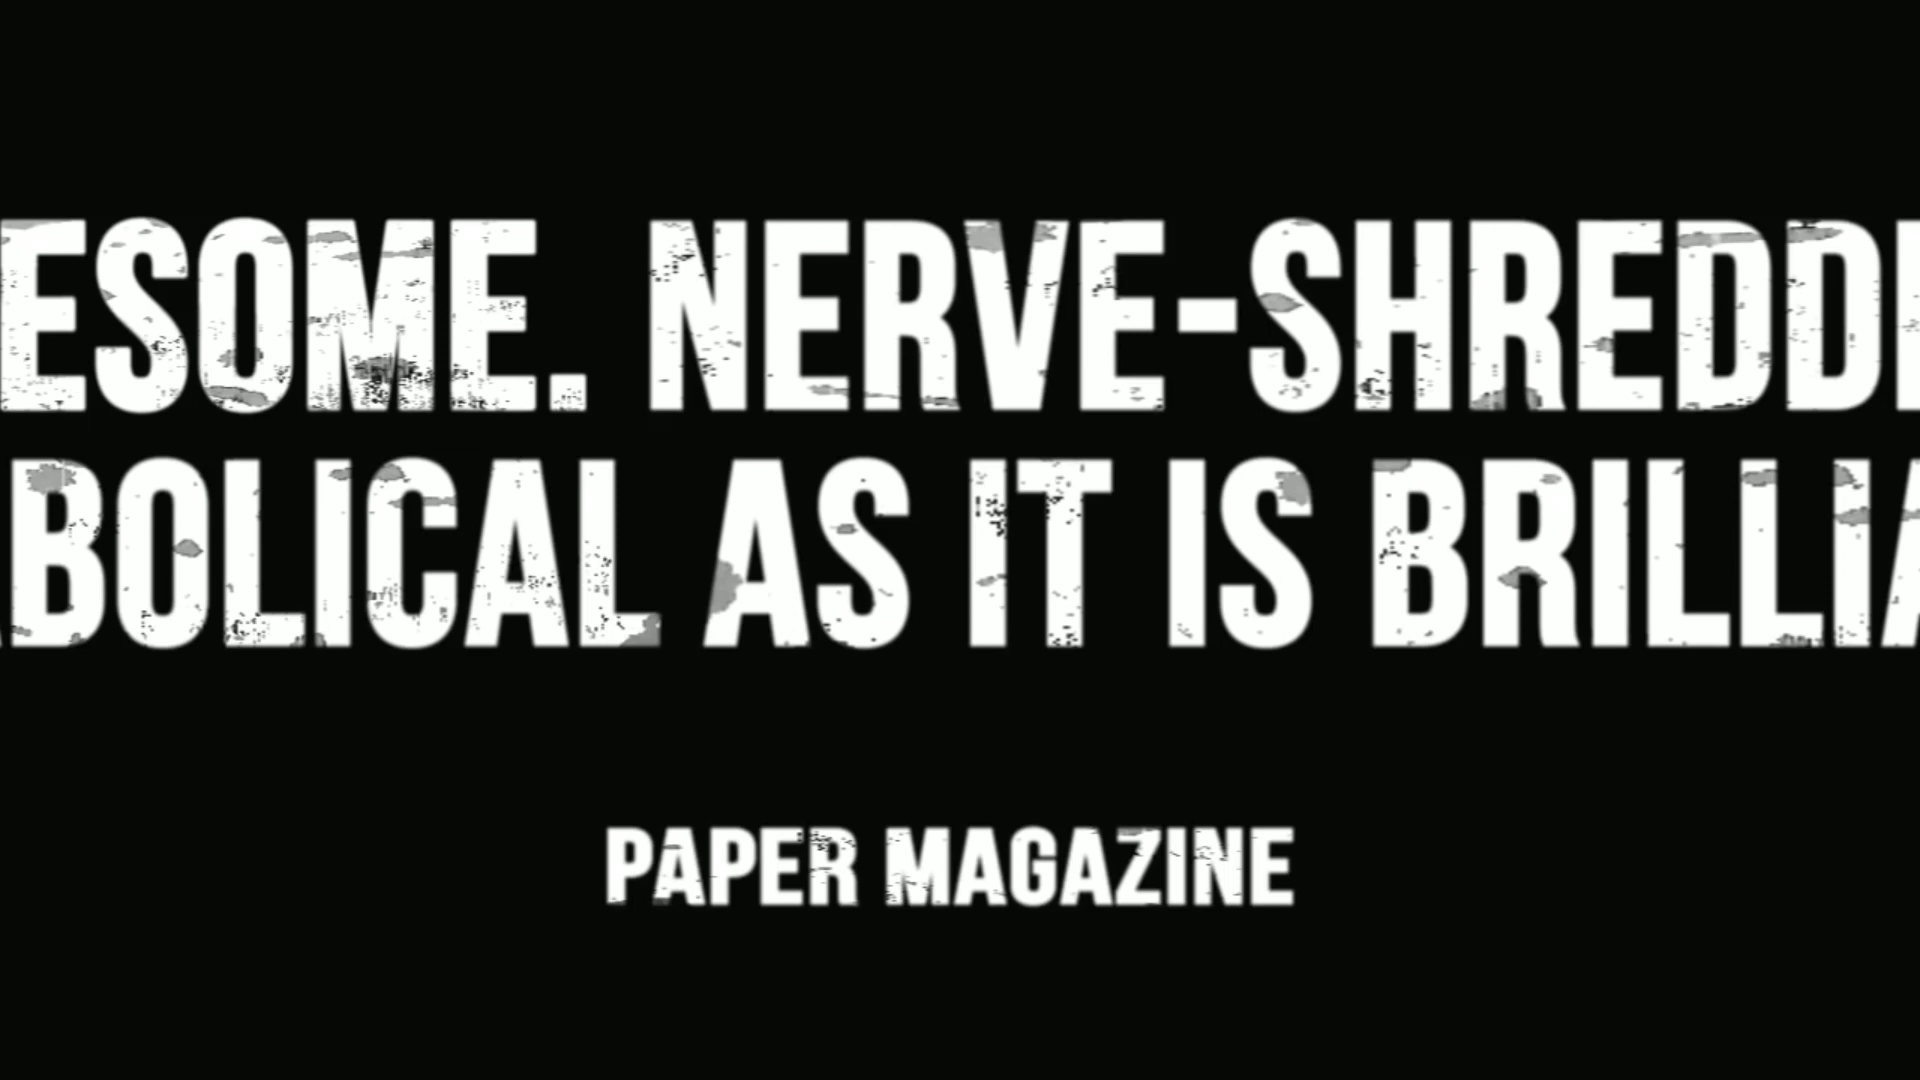 ESOME. NERVE-SHREDD
BOLICAL AS IT IS BRILLIA
PAPER MAGAZINE